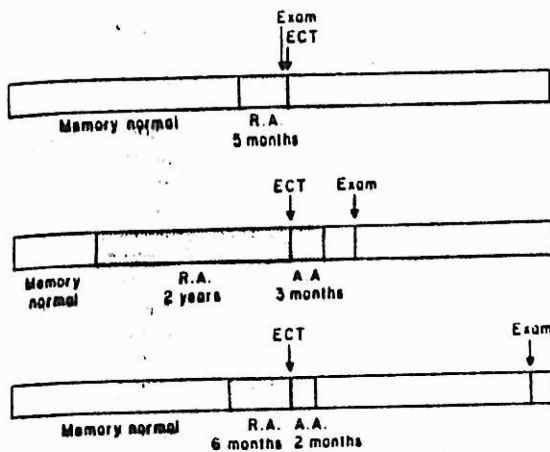 Exam
ECT
Memory normal R.A.
5 months
ECT Exam
Memory R.A. A.A
normal 2 years 3 months
ECT Exam
Memory normal R.A. A.A.
6 months 2 months